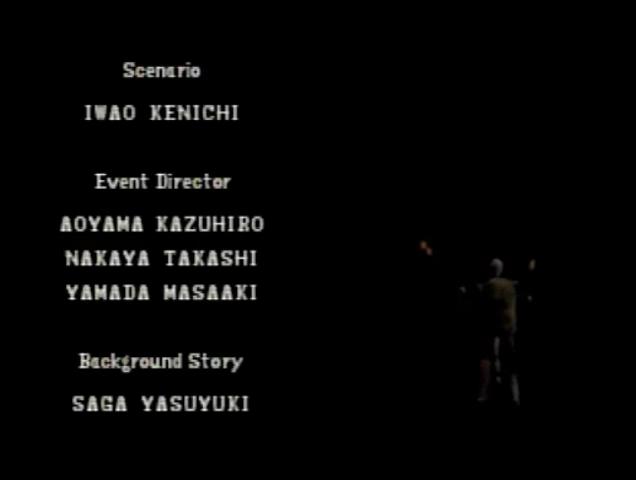 Scenario
IWAO KENICHI
Event Director
AOYAMA KAZUHIRO
NAKAYA TAKASHI
YAMADA MASAAKI
Background Story
SAGA YASUYUKI